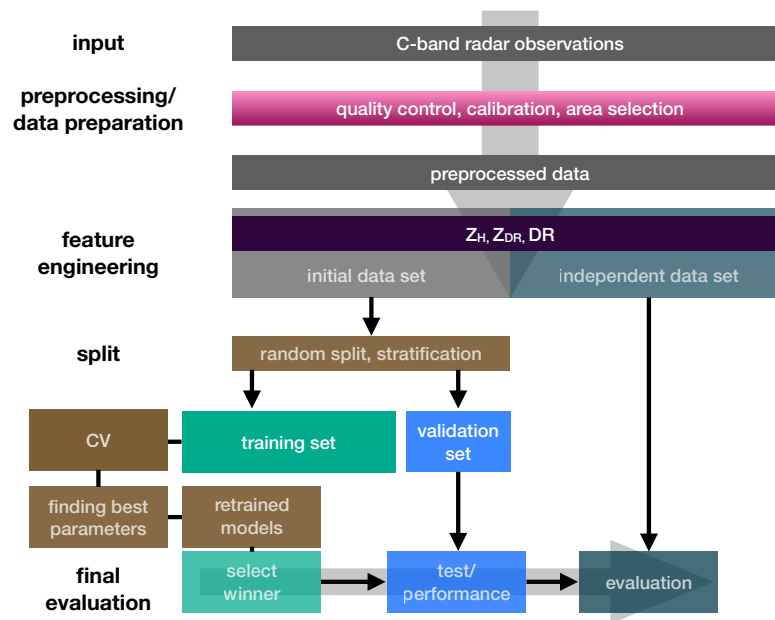 input
C-band radar observations
preprocessing/
data preparation
quality control, calibration, area selection
preprocessed data
feature
engineering
ZH, ZDR, DR
initial data set
independent data set
split
random split, stratification
CV
training set
validation
set
finding best
parameters
retrained
models
final
evaluation
select
winner
test/
performance
evaluation